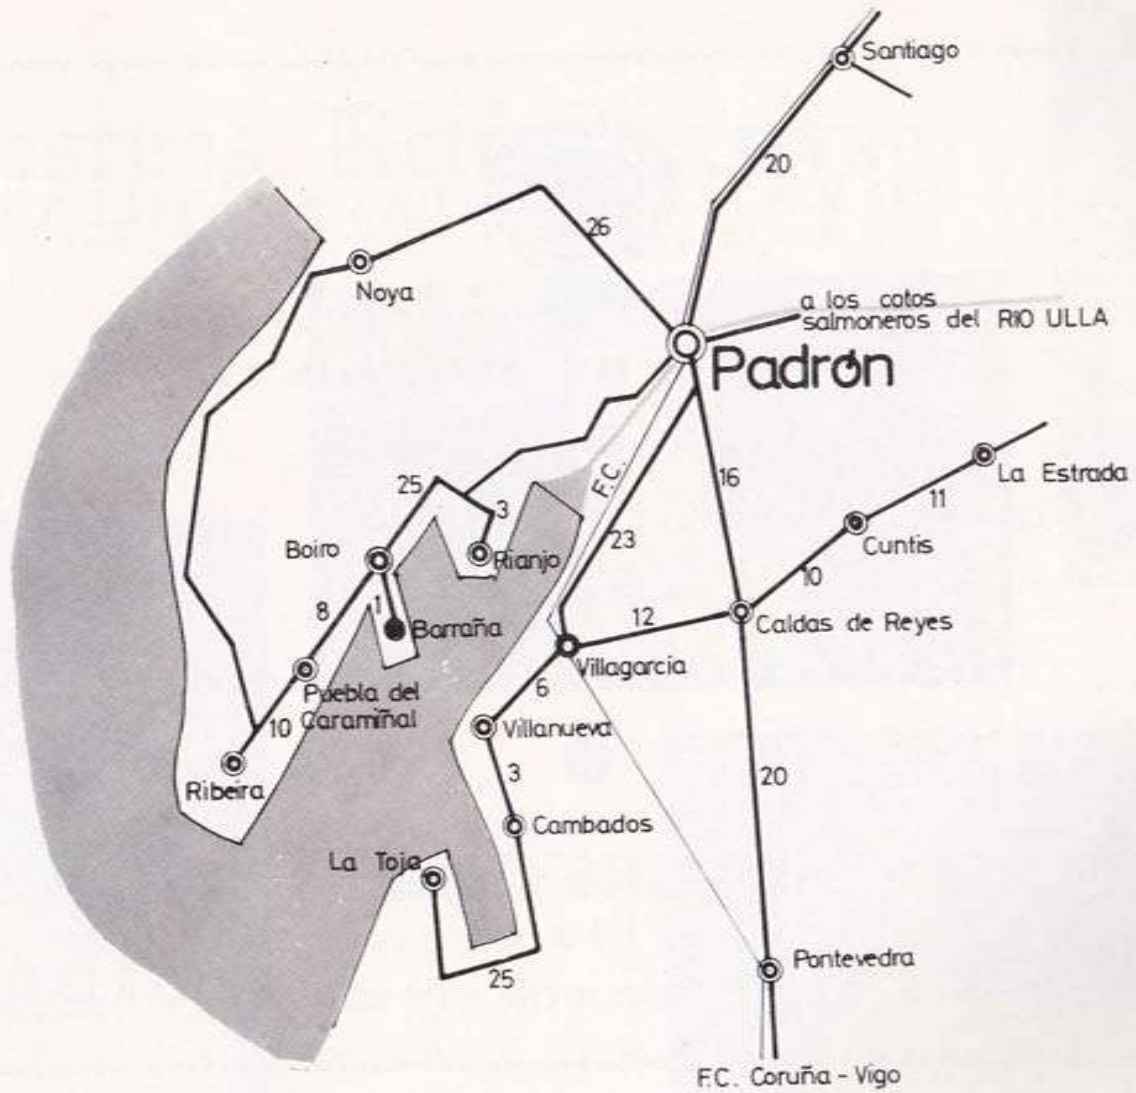 Santiago
20
26
Noya
a los cotos
salmoneros del RIO ULLA
Padrón
F.C.
16
La Estrada
11
25
3
23
Cuntis
Boiro
Rianjo
10
8
1
Barraña
12
Caldas de Reyes
Villagarcia
Puebla del
Caramiñal
6
10
Villanueva
Ribeira
3
20
Cambados
La Toja
Pontevedra
25
F.C. Coruña - Vigo